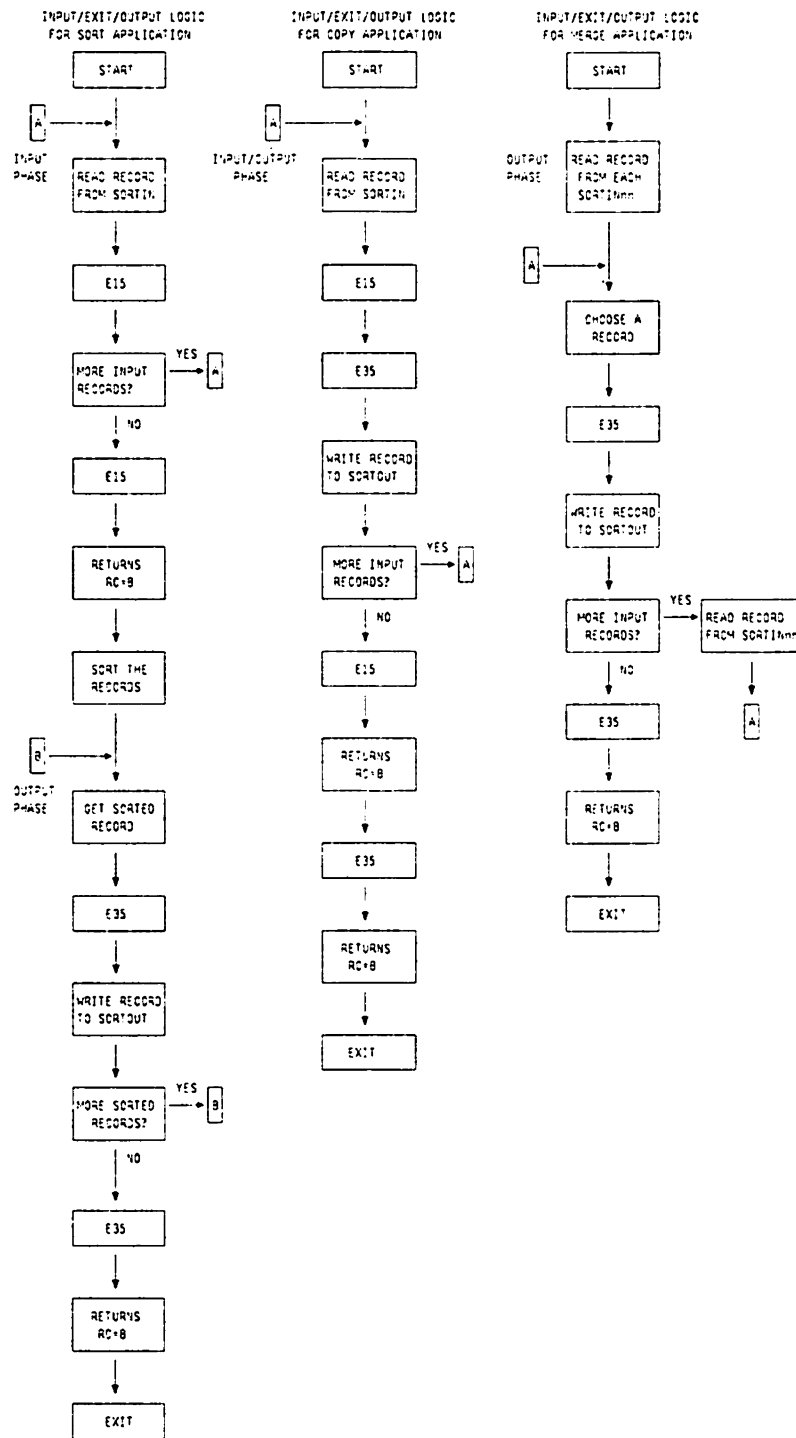 INPUT/EXIT/OUTPUT LOGIC
FOR SORT APPLICATION
START
A
INPUT
PHASE
READ RECORD
FROM SORTIN
E15
MORE INPUT
RECORDS?
YES
A
NO
E15
RETURNS
RC=8
SORT THE
RECORDS
B
OUTPUT
PHASE
GET SORTED
RECORD
E35
WRITE RECORD
TO SORTOUT
MORE SORTED
RECORDS?
YES
B
NO
E35
RETURNS
RC=8
EXIT
INPUT/EXIT/OUTPUT LOGIC
FOR COPY APPLICATION
START
A
INPUT/OUTPUT
PHASE
READ RECORD
FROM SORTIN
E15
E35
WRITE RECORD
TO SORTOUT
MORE INPUT
RECORDS?
YES
A
NO
E15
RETURNS
RC=8
E35
RETURNS
RC=8
EXIT
INPUT/EXIT/OUTPUT LOGIC
FOR MERGE APPLICATION
START
OUTPUT
PHASE
READ RECORD
FROM EACH
SORTINnn
A
CHOOSE A
RECORD
E35
WRITE RECORD
TO SORTOUT
MORE INPUT
RECORDS?
YES
READ RECORD
FROM SORTINnn
A
NO
E35
RETURNS
RC=8
EXIT